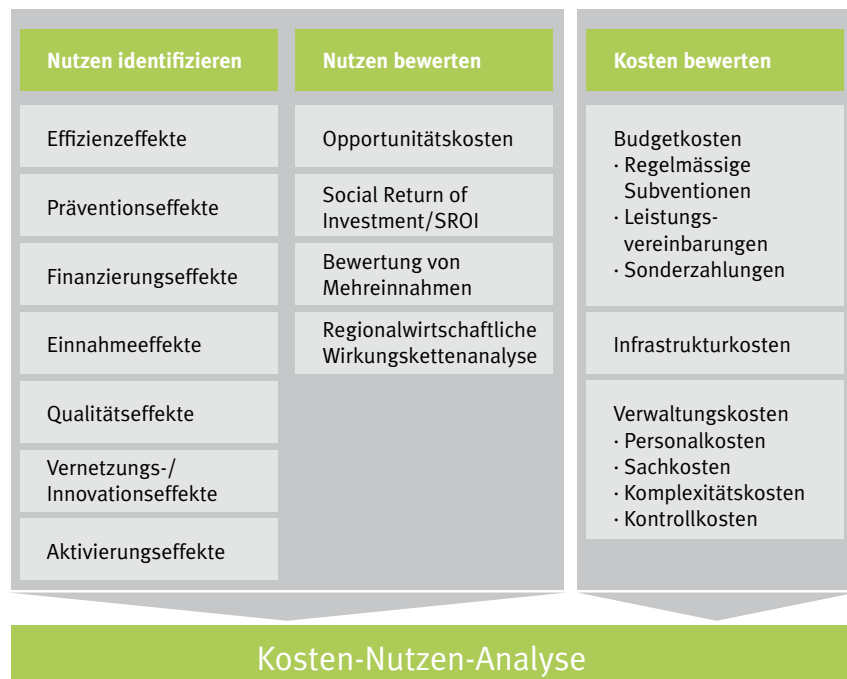 Nutzen identifizieren
Effizienzeffekte
Präventionseffekte
Finanzierungseffekte
Einnahmeeffekte
Qualitätseffekte
Vernetzungs-/
Innovationseffekte
Aktivierungseffekte
Nutzen bewerten
Opportunitätskosten
Social Return of
Investment/SROI
Bewertung von
Mehreinnahmen
Regionalwirtschaftliche
Wirkungskettenanalyse
Kosten bewerten
Budgetkosten
· Regelmässige
Subventionen
· Leistungs-
vereinbarungen
· Sonderzahlungen
Infrastrukturkosten
Verwaltungskosten
· Personalkosten
· Sachkosten
· Komplexitätskosten
· Kontrollkosten
Kosten-Nutzen-Analyse